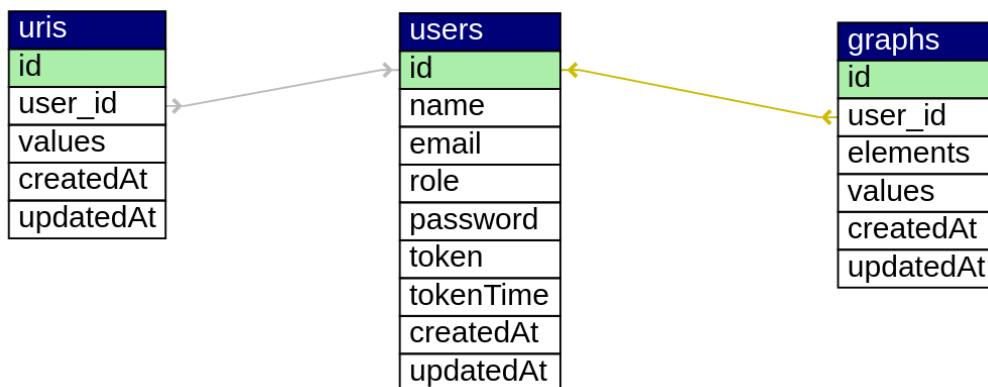 uris
id
user_id
values
createdAt
updatedAt
users
id
name
email
role
password
token
tokenTime
createdAt
updatedAt
graphs
id
user_id
elements
values
createdAt
updatedAt